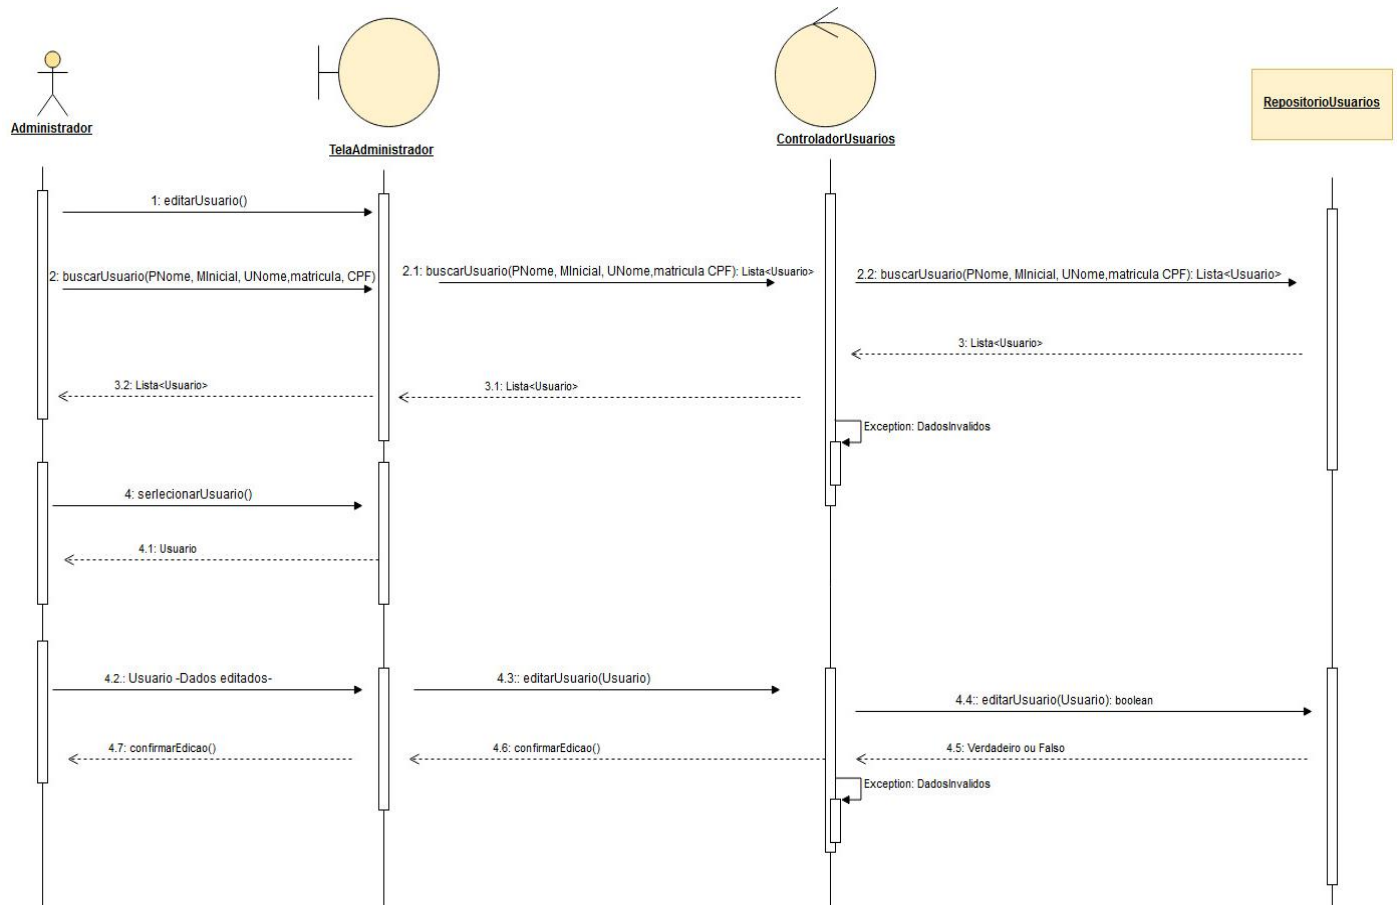 Administrador
TelaAdministrador
ControladorUsuarios
RepositorioUsuarios
1: editarUsuario()
2: buscarUsuario(PNome, MInicial, UNome,matricula, CPF)
2.1: buscarUsuario(PNome, MInicial, UNome,matricula CPF): Lista<Usuario>
2.2: buscarUsuario(PNome, MInicial, UNome,matricula CPF): Lista<Usuario>
3: Lista<Usuario>
3.2: Lista<Usuario>
3.1: Lista<Usuario>
Exception: DadosInvalidos
4: serlecionarUsuario()
4.1: Usuario
4.2.: Usuario -Dados editados-
4.3:: editarUsuario(Usuario)
4.4:: editarUsuario(Usuario): boolean
4.7: confirmarEdicao()
4.6: confirmarEdicao()
4.5: Verdadeiro ou Falso
Exception: DadosInvalidos